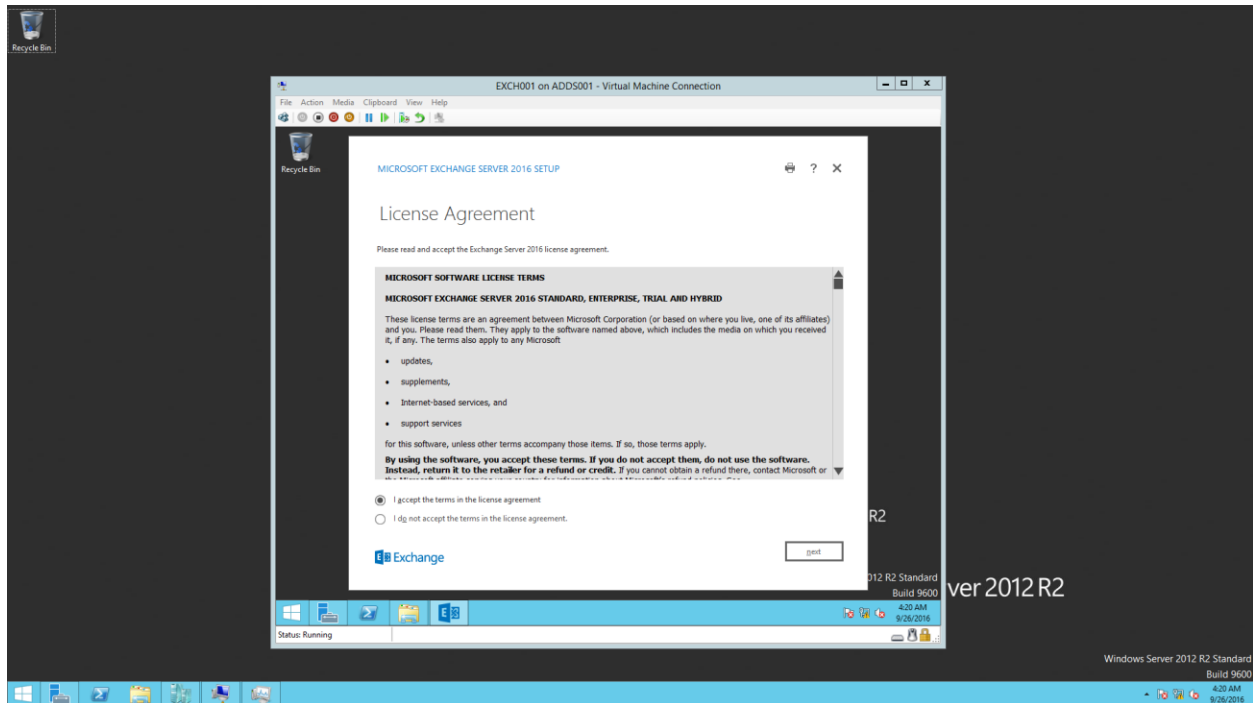 Recycle Bin
EXCH001 on ADDS001 - Virtual Machine Connection
File Action Media Clipboard View Help
Recycle Bin
MICROSOFT EXCHANGE SERVER 2016 SETUP
?
License Agreement
Please read and accept the Exchange Server 2016 license agreement.
MICROSOFT SOFTWARE LICENSE TERMS
MICROSOFT EXCHANGE SERVER 2016 STANDARD, ENTERPRISE, TRIAL AND HYBRID
These license terms are an agreement between Microsoft Corporation (or based on where you live, one of its affiliates)
and you. Please read them. They apply to the software named above, which includes the media on which you received
it, if any. The terms also apply to any Microsoft
• updates,
• supplements,
• Internet-based services, and
• support services
for this software, unless other terms accompany those items. If so, those terms apply.
By using the software, you accept these terms. If you do not accept them, do not use the software.
Instead, return it to the retailer for a refund or credit. If you cannot obtain a refund there, contact Microsoft or
I accept the terms in the license agreement
I do not accept the terms in the license agreement.
R2
Exchange
next
012 R2 Standard
Build 9600
ver 2012 R2
4:20 AM
9/26/2016
Status: Running
Windows Server 2012 R2 Standard
Build 9600
4:20 AM
9/26/2016